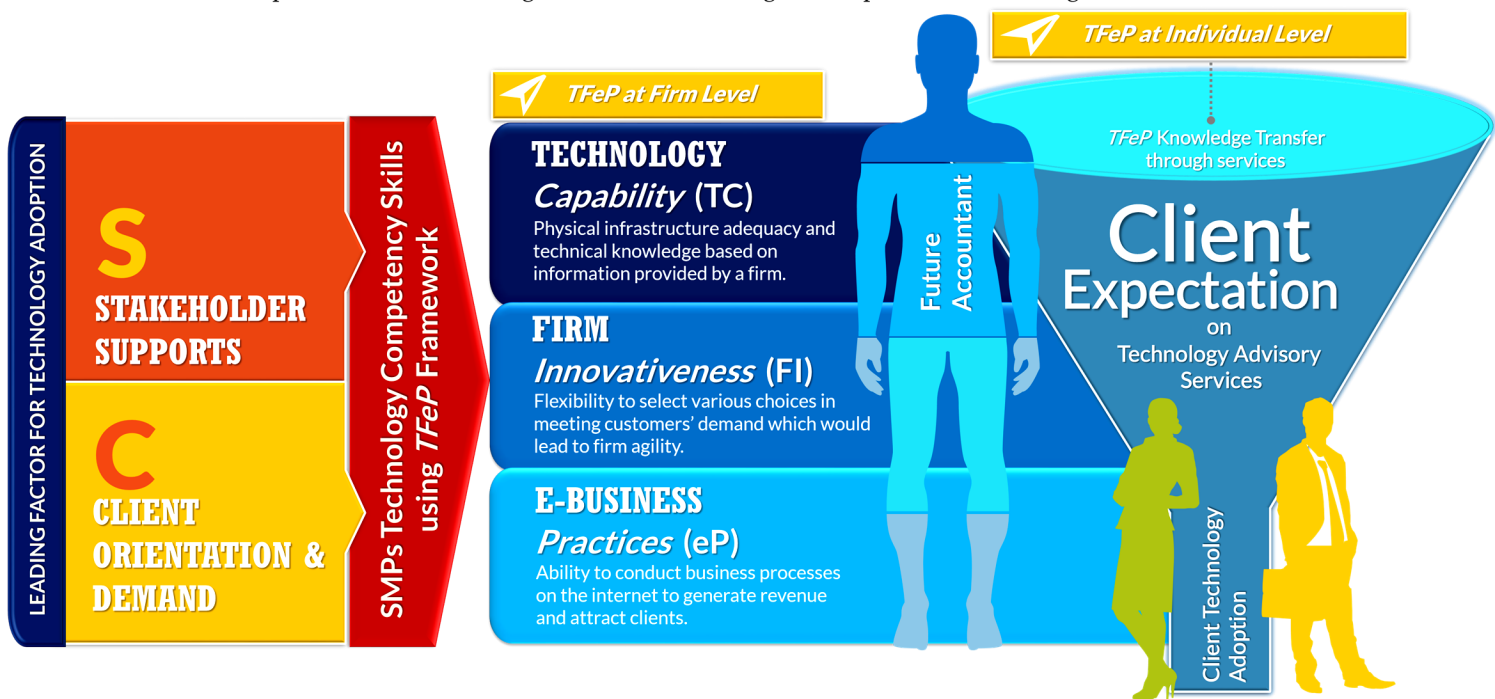 LEADING FACTOR FOR TECHNOLOGY ADOPTION
S
STAKEHOLDER
SUPPORTS
C
CLIENT
ORIENTATION &
DEMAND
SMPs Technology Competency Skills
using TFeP Framework
TFeP at Firm Level
TECHNOLOGY
Capability (TC)
Physical infrastructure adequacy and
technical knowledge based on
information provided by a firm.
FIRM
Innovativeness (FI)
Flexibility to select various choices in
meeting customers' demand which would
lead to firm agility.
E-BUSINESS
Practices (eP)
Ability to conduct business processes
on the internet to generate revenue
and attract clients.
Future
Accountant
TFeP at Individual Level
TFeP Knowledge Transfer
through services
Client
Expectation
on
Technology Advisory
Services
Client Technology
Adoption